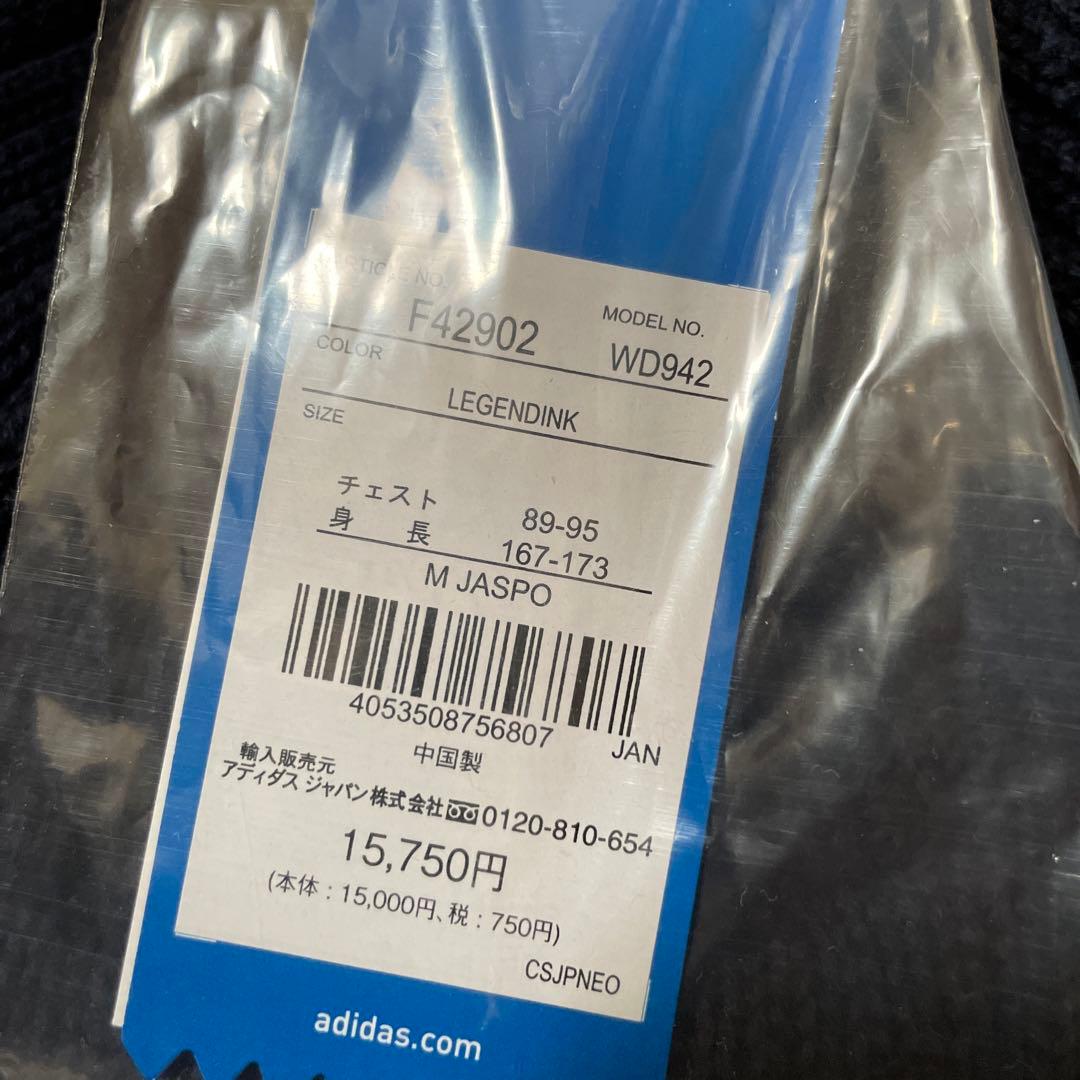 ARTICLE NO.
F42902
MODEL NO.
WD942
COLOR
LEGENDINK
SIZE
チェスト 89-95
身 長 167-173
M JASPO
4053508756807
JAN
中国製
輸入販売元
アディダス ジャパン株式会社 0120-810-654
15,750円
(本体:15,000円、税:750円)
CSJPNEO
adidas.com